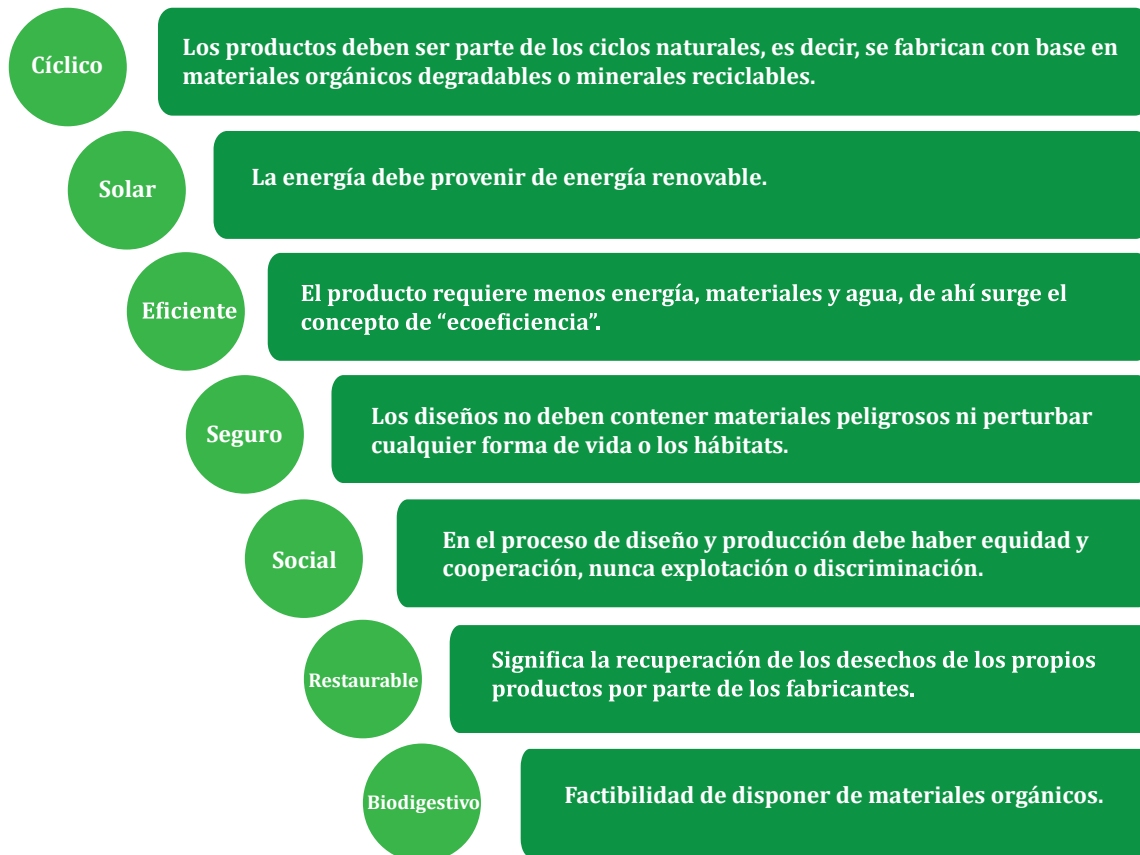 Cíclico
Los productos deben ser parte de los ciclos naturales, es decir, se fabrican con base en
materiales orgánicos degradables o minerales reciclables.
Solar
La energía debe provenir de energía renovable.
Eficiente
El producto requiere menos energía, materiales y agua, de ahí surge el
concepto de “ecoeficiencia”.
Seguro
Los diseños no deben contener materiales peligrosos ni perturbar
cualquier forma de vida o los hábitats.
Social
En el proceso de diseño y producción debe haber equidad y
cooperación, nunca explotación o discriminación.
Restaurable
Significa la recuperación de los desechos de los propios
productos por parte de los fabricantes.
Biodigestivo
Factibilidad de disponer de materiales orgánicos.